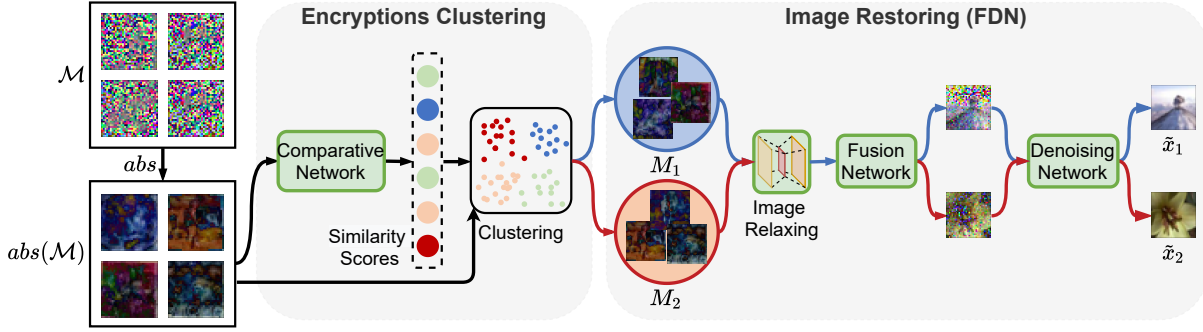 Encryptions Clustering
Image Restoring (FDN)
ℳ
abs
abs(ℳ)
Comparative
Network
Similarity
Scores
Clustering
M₁
M₂
Image
Relaxing
Fusion
Network
Denoising
Network
x̃₁
x̃₂